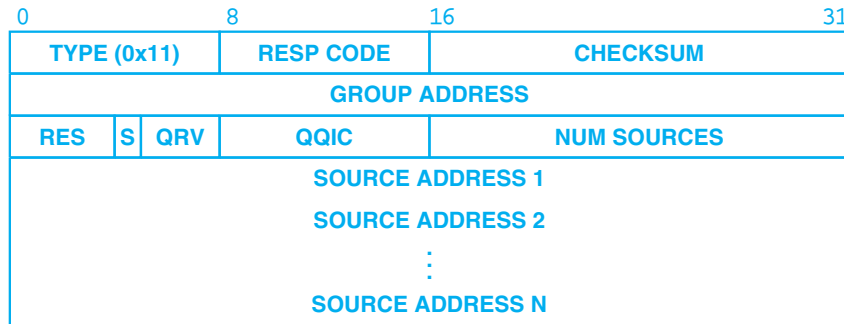 0 8 16 31
TYPE (0x11) RESP CODE CHECKSUM
GROUP ADDRESS
RES S QRV QQIC NUM SOURCES
SOURCE ADDRESS 1
SOURCE ADDRESS 2
⋮
SOURCE ADDRESS N